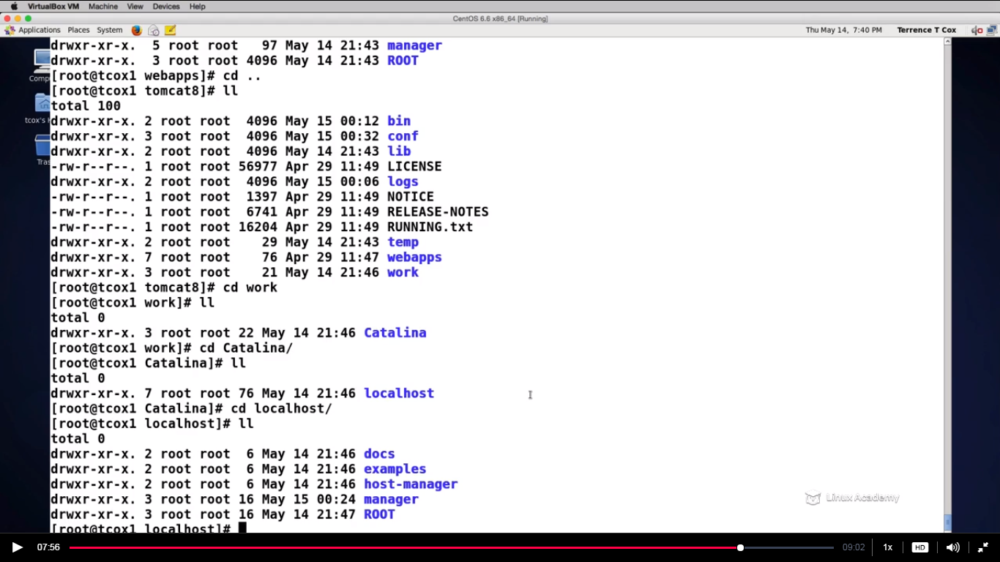 VirtualBox VM Machine View Devices Help
CentOS 6.6 x86_64 [Running]
Applications Places System Thu May 14, 7:40 PM Terrence T Cox
drwxr-xr-x. 5 root root 97 May 14 21:43 manager
drwxr-xr-x. 3 root root 4096 May 14 21:43 ROOT
[root@tcox1 webapps]# cd ..
[root@tcox1 tomcat8]# ll
total 100
drwxr-xr-x. 2 root root 4096 May 15 00:12 bin
drwxr-xr-x. 3 root root 4096 May 15 00:32 conf
drwxr-xr-x. 2 root root 4096 May 14 21:43 lib
-rw-r--r--. 1 root root 56977 Apr 29 11:49 LICENSE
drwxr-xr-x. 2 root root 4096 May 15 00:06 logs
-rw-r--r--. 1 root root 1397 Apr 29 11:49 NOTICE
-rw-r--r--. 1 root root 6741 Apr 29 11:49 RELEASE-NOTES
-rw-r--r--. 1 root root 16204 Apr 29 11:49 RUNNING.txt
drwxr-xr-x. 2 root root 29 May 14 21:43 temp
drwxr-xr-x. 7 root root 76 Apr 29 11:47 webapps
drwxr-xr-x. 3 root root 21 May 14 21:46 work
[root@tcox1 tomcat8]# cd work
[root@tcox1 work]# ll
total 0
drwxr-xr-x. 3 root root 22 May 14 21:46 Catalina
[root@tcox1 work]# cd Catalina/
[root@tcox1 Catalina]# ll
total 0
drwxr-xr-x. 7 root root 76 May 14 21:46 localhost
[root@tcox1 Catalina]# cd localhost/
[root@tcox1 localhost]# ll
total 0
drwxr-xr-x. 2 root root 6 May 14 21:46 docs
drwxr-xr-x. 2 root root 6 May 14 21:46 examples
drwxr-xr-x. 2 root root 6 May 14 21:46 host-manager
drwxr-xr-x. 3 root root 16 May 15 00:24 manager
drwxr-xr-x. 3 root root 16 May 14 21:47 ROOT
[root@tcox1 localhost]#
Comp
tcox's H
Tras
Linux Academy
07:56 09:02 1x HD